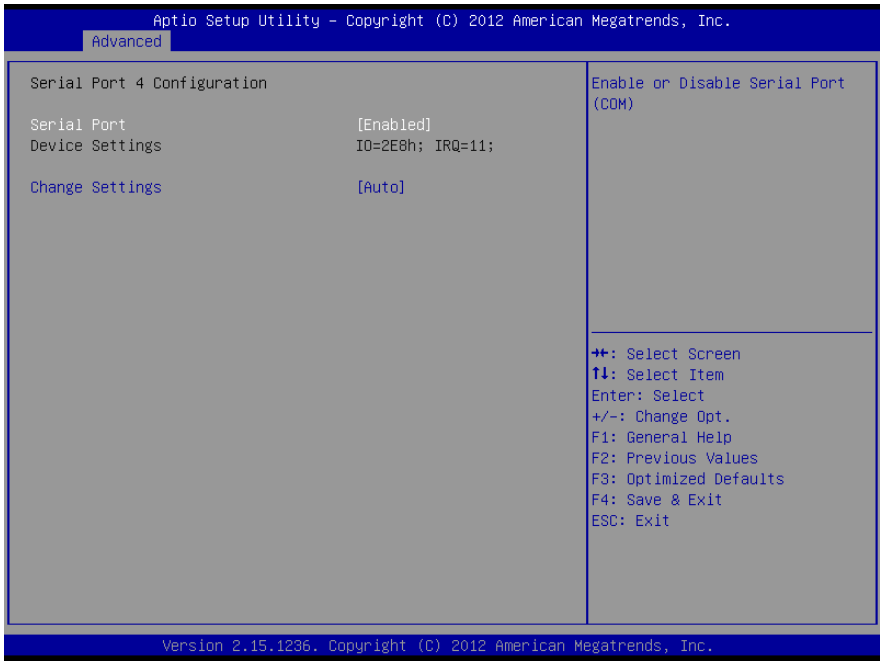 Aptio Setup Utility – Copyright (C) 2012 American Megatrends, Inc.
Advanced
Serial Port 4 Configuration
Serial Port [Enabled]
Device Settings IO=2E8h; IRQ=11;
Change Settings [Auto]
Enable or Disable Serial Port
(COM)
→←: Select Screen
↑↓: Select Item
Enter: Select
+/-: Change Opt.
F1: General Help
F2: Previous Values
F3: Optimized Defaults
F4: Save & Exit
ESC: Exit
Version 2.15.1236. Copyright (C) 2012 American Megatrends, Inc.